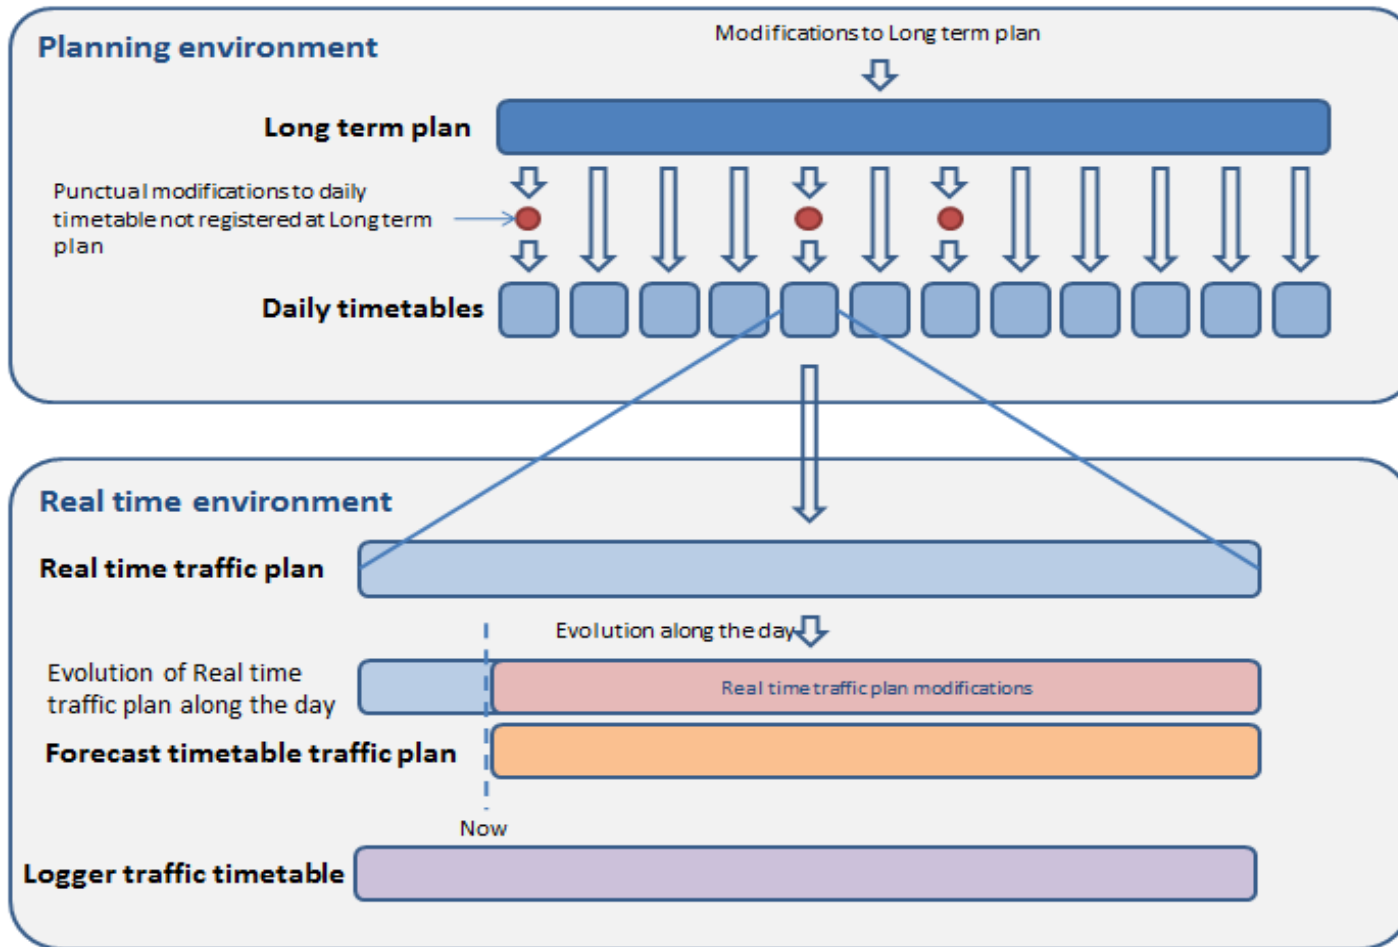 Planning environment
Modifications to Long term plan
Long term plan
Punctual modifications to daily
timetable not registered at Long term
plan
Daily timetables
Real time environment
Real time traffic plan
Evolution along the day
Evolution of Real time
traffic plan along the day
Real time traffic plan modifications
Forecast timetable traffic plan
Now
Logger traffic timetable